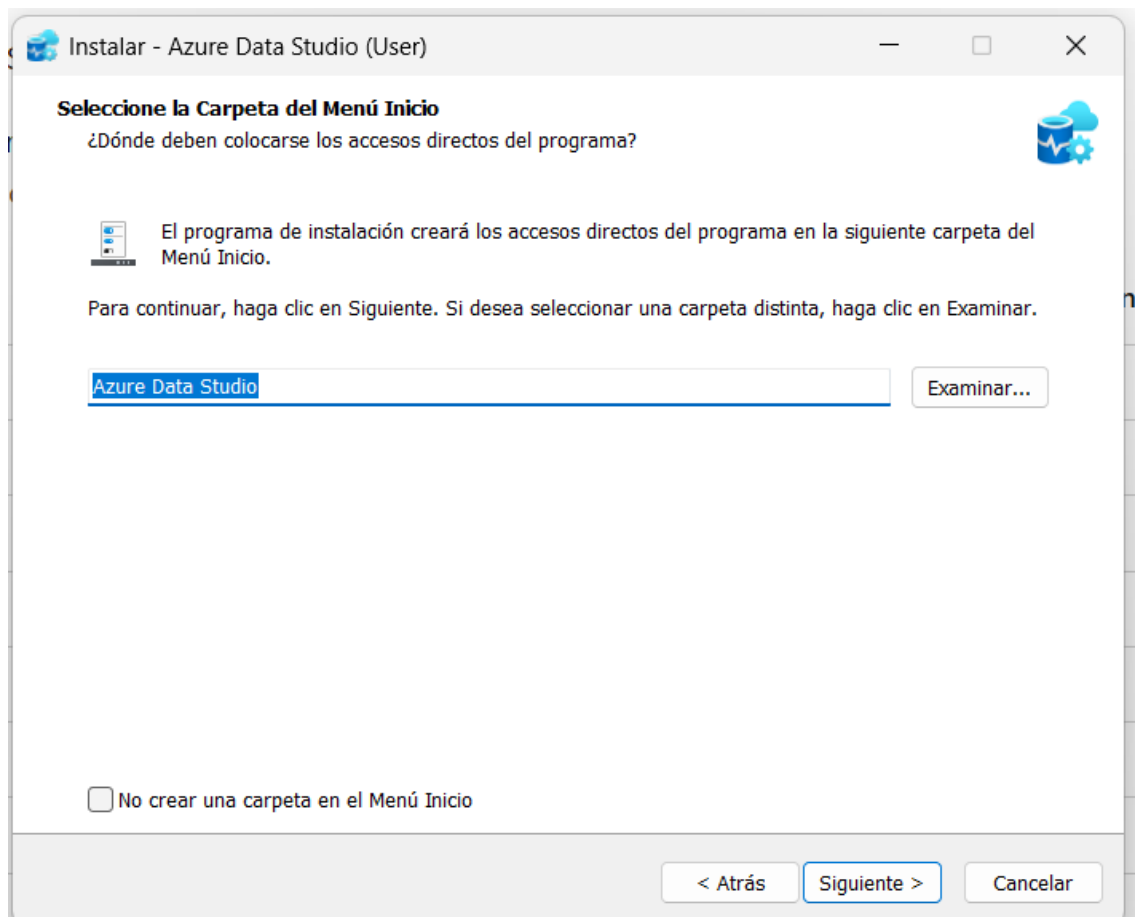 Instalar - Azure Data Studio (User)
Seleccione la Carpeta del Menú Inicio
¿Dónde deben colocarse los accesos directos del programa?
El programa de instalación creará los accesos directos del programa en la siguiente carpeta del
Menú Inicio.
Para continuar, haga clic en Siguiente. Si desea seleccionar una carpeta distinta, haga clic en Examinar.
Azure Data Studio
Examinar...
No crear una carpeta en el Menú Inicio
< Atrás
Siguiente >
Cancelar